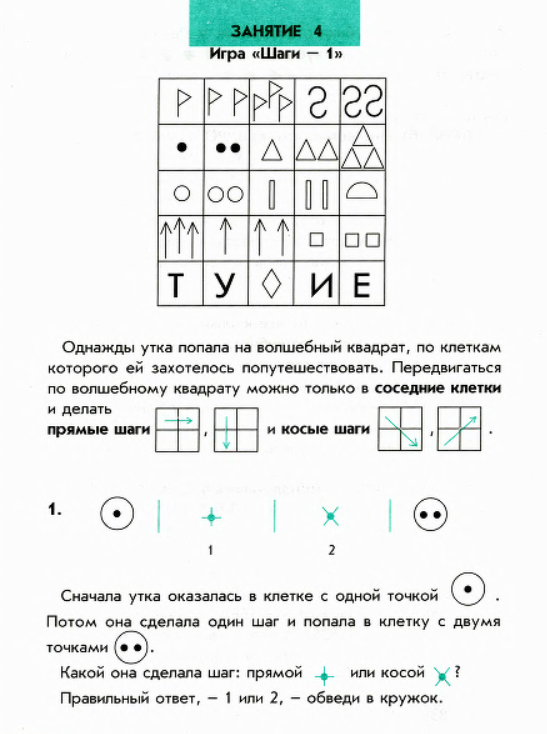 ЗАНЯТИЕ 4
Игра «Шаги – 1»
Т У И Е
Однажды утка попала на волшебный квадрат, по клеткам
которого ей захотелось попутешествовать. Передвигаться
по волшебному квадрату можно только в соседние клетки
и делать
прямые шаги , и косые шаги , .
1.
1 2
Сначала утка оказалась в клетке с одной точкой .
Потом она сделала один шаг и попала в клетку с двумя
точками .
Какой она сделала шаг: прямой или косой ?
Правильный ответ, – 1 или 2, – обведи в кружок.